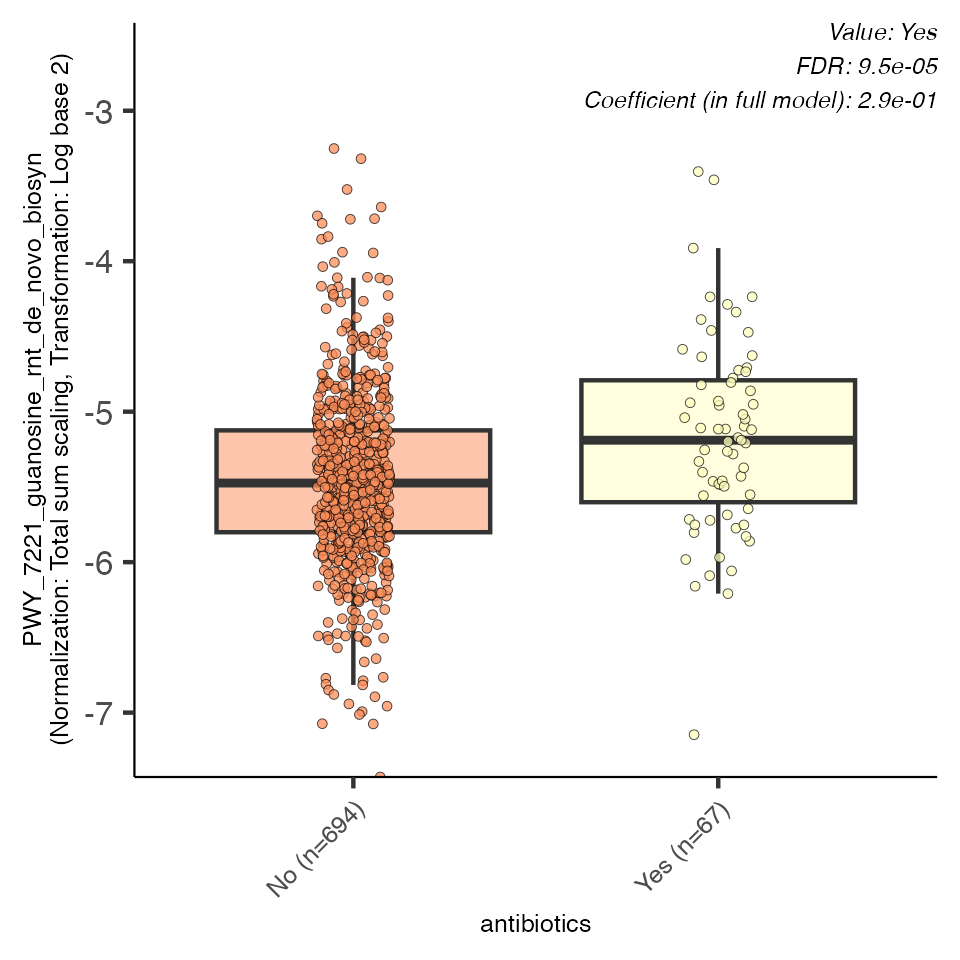 Value: Yes
FDR: 9.5e-05
Coefficient (in full model): 2.9e-01
PWY_7221_guanosine_rnt_de_novo_biosyn
(Normalization: Total sum scaling, Transformation: Log base 2)
-3
-4
-5
-6
-7
No (n=694)
Yes (n=67)
antibiotics